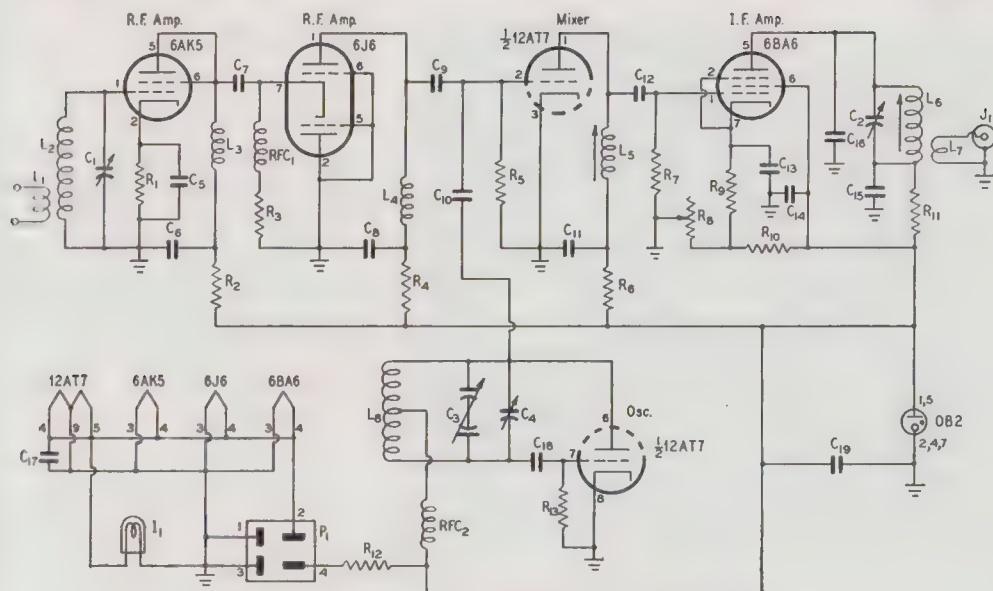 R.F. Amp.
6AK5
R.F. Amp.
6J6
Mixer
½12AT7
I.F. Amp.
6BA6
5
1
6
2
L2
C1
R1
C5
C6
L3
R2
C7
RFC1
R3
1
6
7
5
2
C8
L4
R4
C9
C10
R5
1
2
3
C11
L5
R6
C12
R7
R8
5
2
6
1
7
R9
C13
C14
R10
C16
C2
C15
L6
L7
J1
R11
12AT7
6AK5
6J6
6BA6
4
9
5
3
4
3
4
3
4
C17
I1
1
2
3
4
P1
R12
L8
C3
C4
RFC2
C18
R13
6
7
8
Osc.
½12AT7
C19
1,5
OB2
2,4,7